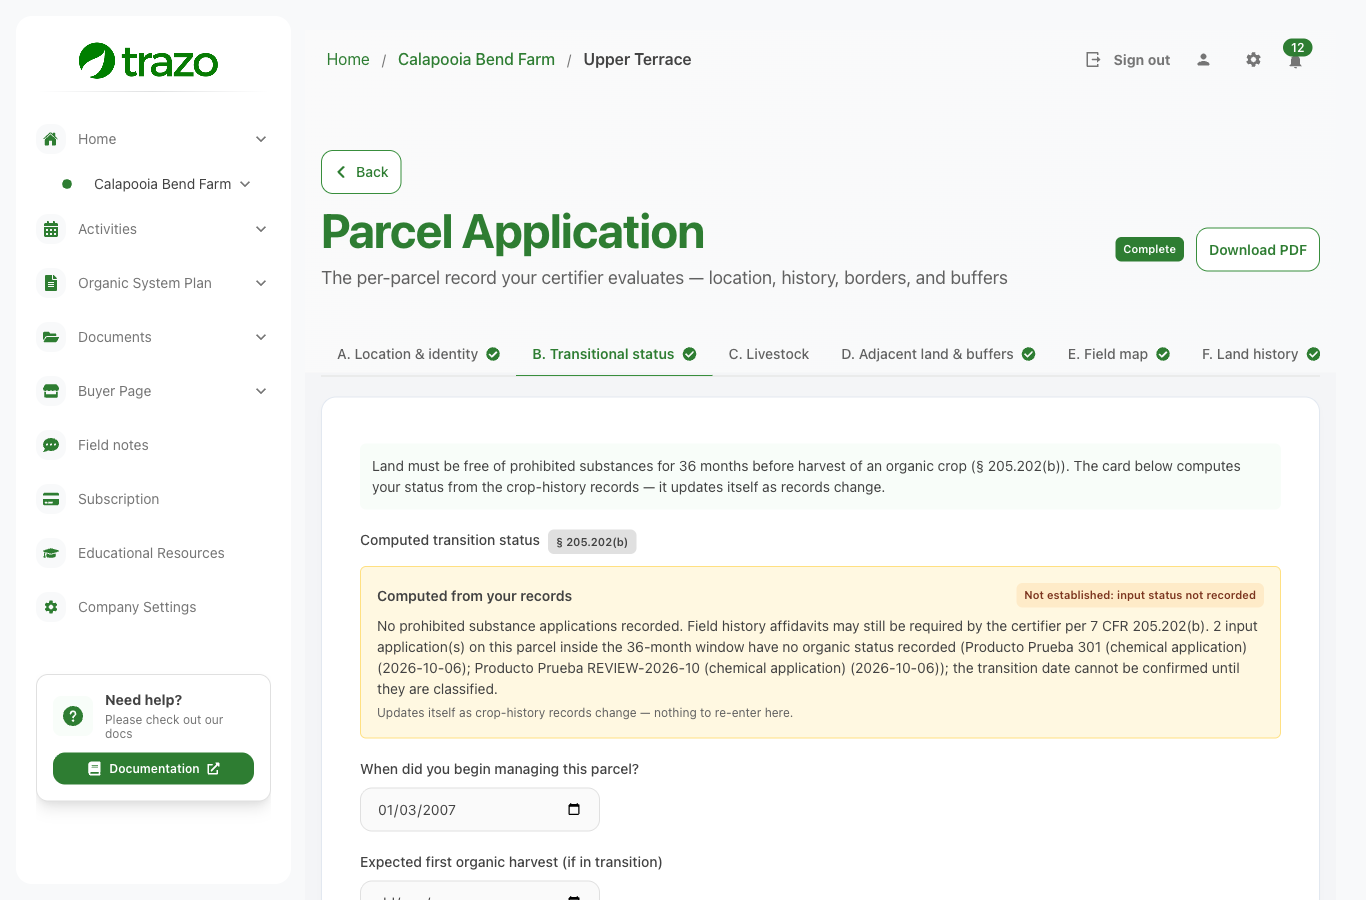 trazo
Home / Calapooia Bend Farm / Upper Terrace
Sign out
12
Home
Calapooia Bend Farm
Activities
Organic System Plan
Documents
Buyer Page
Field notes
Subscription
Educational Resources
Company Settings
Need help?
Please check out our
docs
Documentation
Back
Parcel Application
The per-parcel record your certifier evaluates — location, history, borders, and buffers
Complete
Download PDF
A. Location & identity
B. Transitional status
C. Livestock
D. Adjacent land & buffers
E. Field map
F. Land history
Land must be free of prohibited substances for 36 months before harvest of an organic crop (§ 205.202(b)). The card below computes
your status from the crop-history records — it updates itself as records change.
Computed transition status § 205.202(b)
Computed from your records
Not established: input status not recorded
No prohibited substance applications recorded. Field history affidavits may still be required by the certifier per 7 CFR 205.202(b). 2 input
application(s) on this parcel inside the 36-month window have no organic status recorded (Producto Prueba 301 (chemical application)
(2026-10-06); Producto Prueba REVIEW-2026-10 (chemical application) (2026-10-06)); the transition date cannot be confirmed until
they are classified.
Updates itself as crop-history records change — nothing to re-enter here.
When did you begin managing this parcel?
01/03/2007
Expected first organic harvest (if in transition)